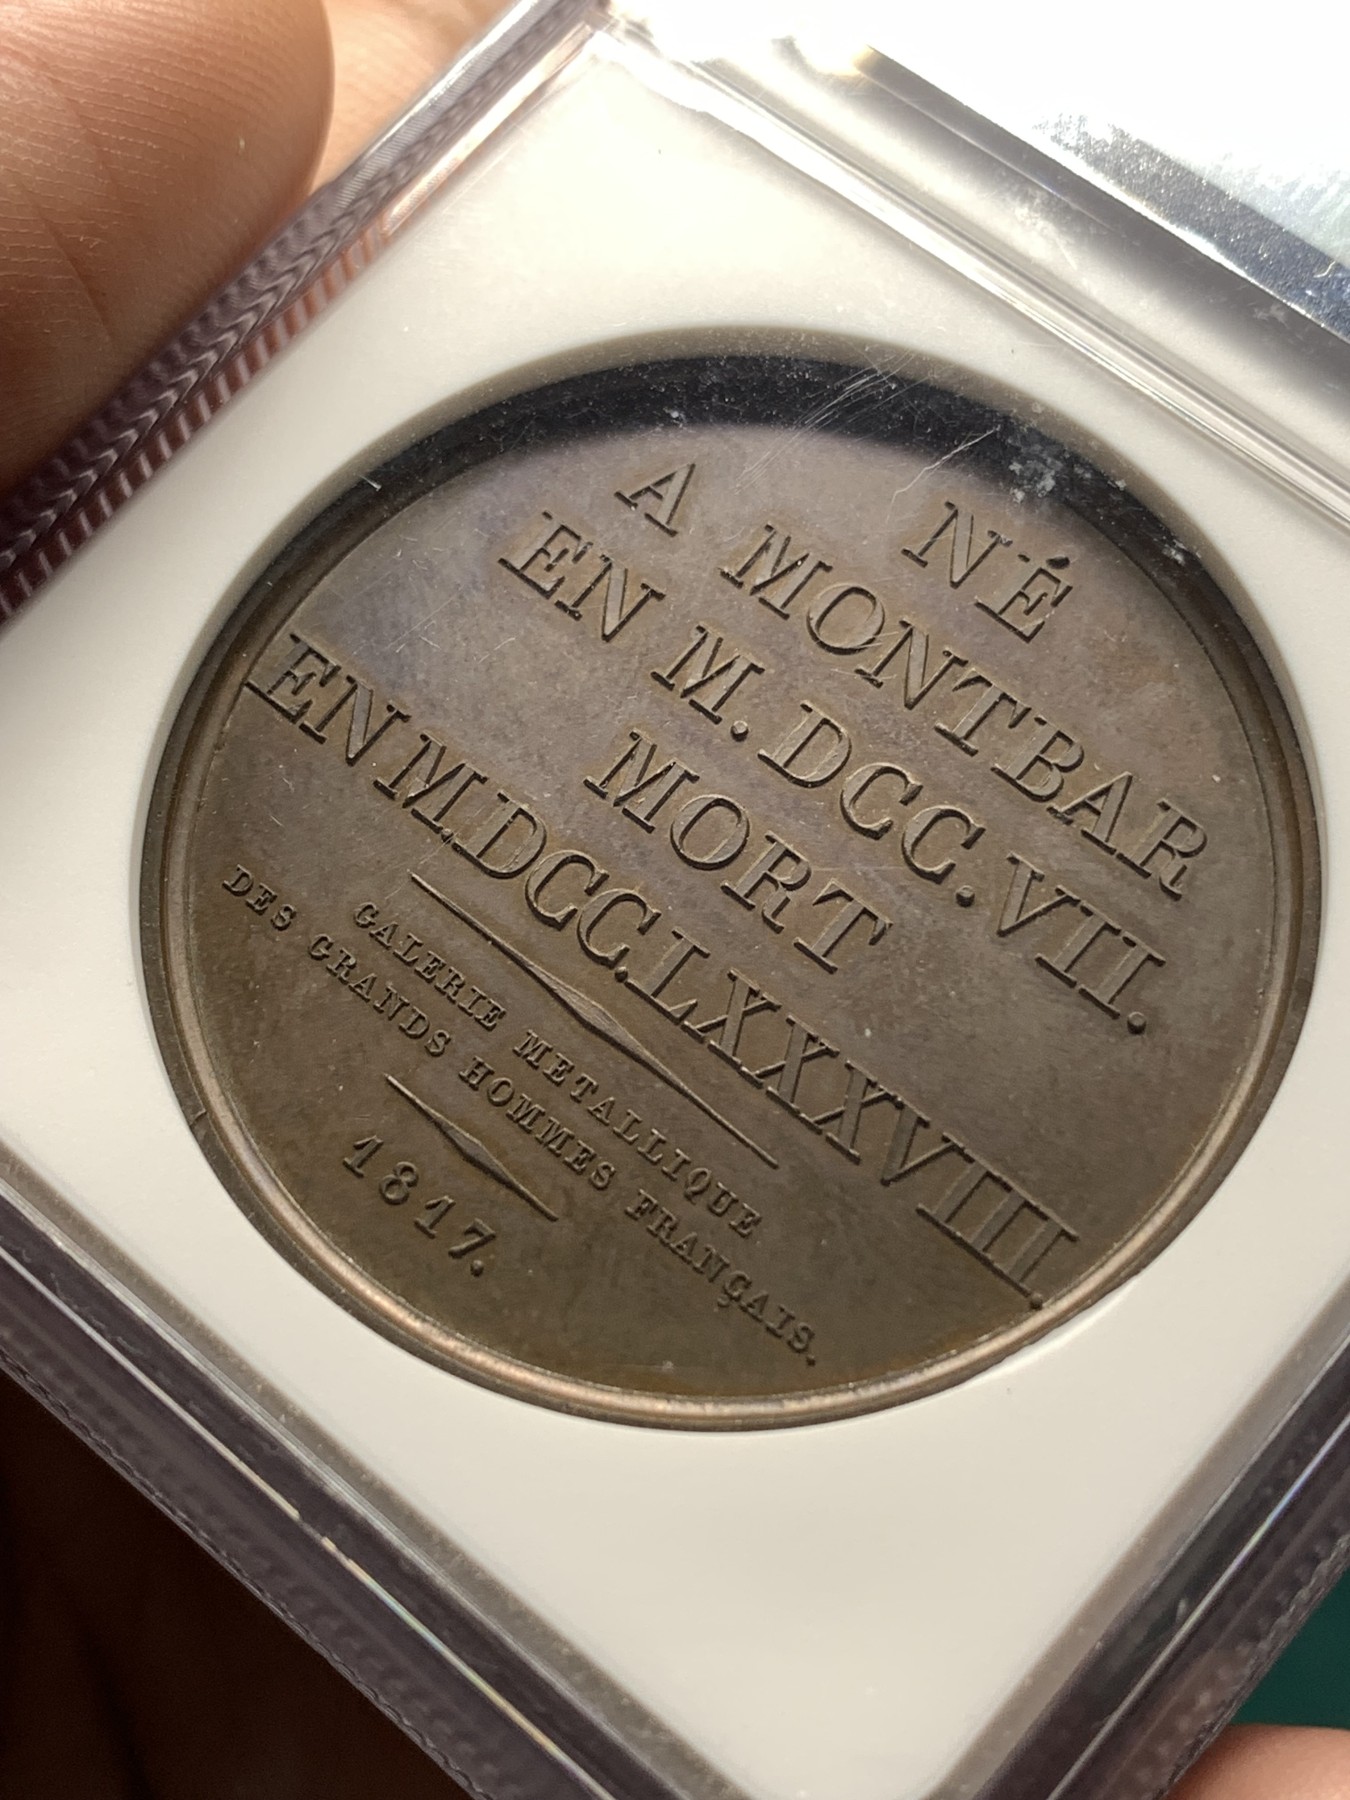 NÉ
A MONTBAR
EN M. DCC. VII.
MORT
EN M.DCC.LXXXVIII.
GALERIE METALLIQUE
DES GRANDS HOMMES FRANÇAIS.
1817.